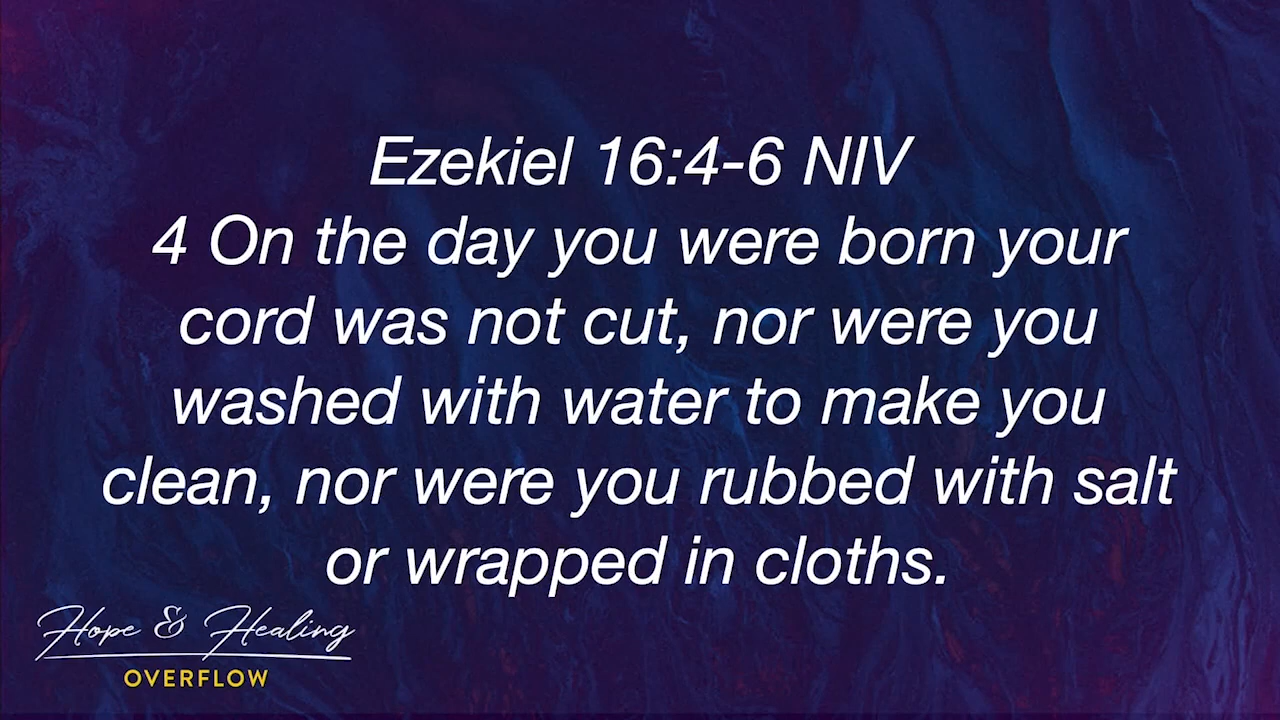 Ezekiel 16:4-6 NIV
4 On the day you were born your
cord was not cut, nor were you
washed with water to make you
clean, nor were you rubbed with salt
or wrapped in cloths.
Hope & Healing
OVERFLOW